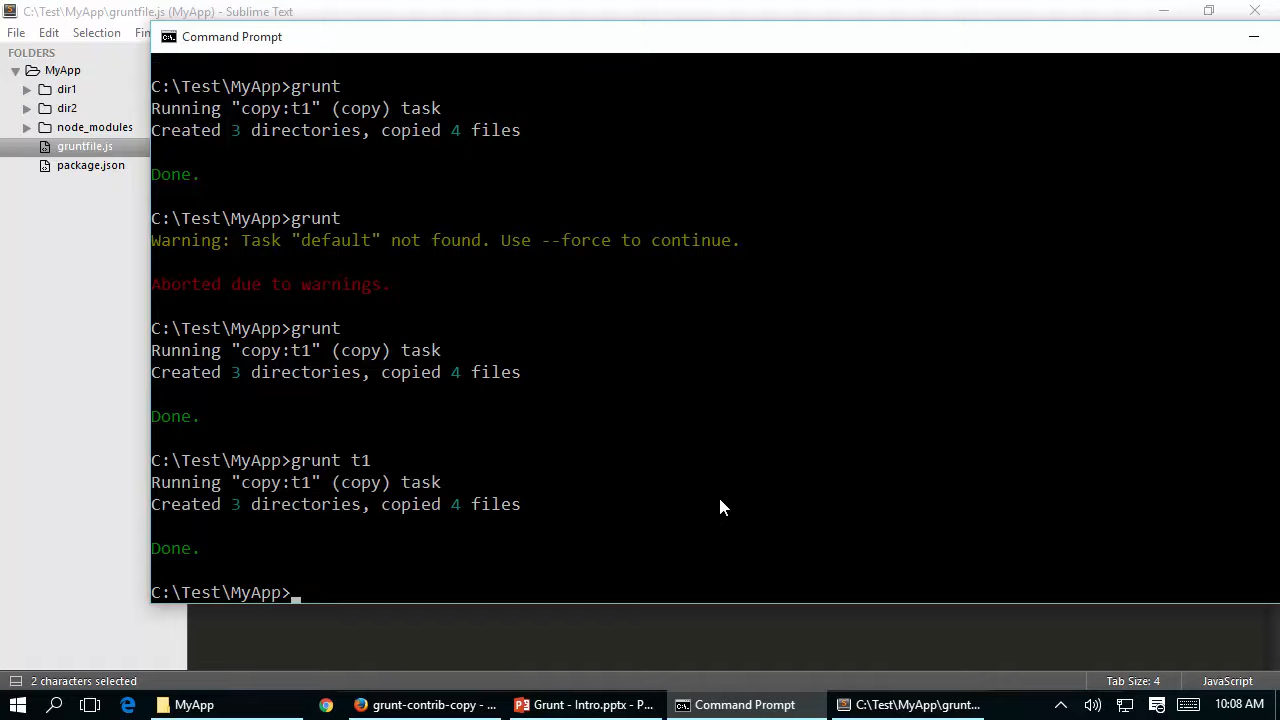 C:\Test\MyApp\gruntfile.js (MyApp) - Sublime Text
File Edit Selection
Command Prompt
FOLDERS
MyApp
dir1
dir2
node_modules
gruntfile.js
package.json
C:\Test\MyApp>grunt
Running "copy:t1" (copy) task
Created 3 directories, copied 4 files
Done.
C:\Test\MyApp>grunt
Warning: Task "default" not found. Use --force to continue.
Aborted due to warnings.
C:\Test\MyApp>grunt
Running "copy:t1" (copy) task
Created 3 directories, copied 4 files
Done.
C:\Test\MyApp>grunt t1
Running "copy:t1" (copy) task
Created 3 directories, copied 4 files
Done.
C:\Test\MyApp>
2 characters selected
Tab Size: 4
JavaScript
MyApp
grunt-contrib-copy - ...
Grunt - Intro.pptx - P...
Command Prompt
C:\Test\MyApp\grunt...
10:08 AM